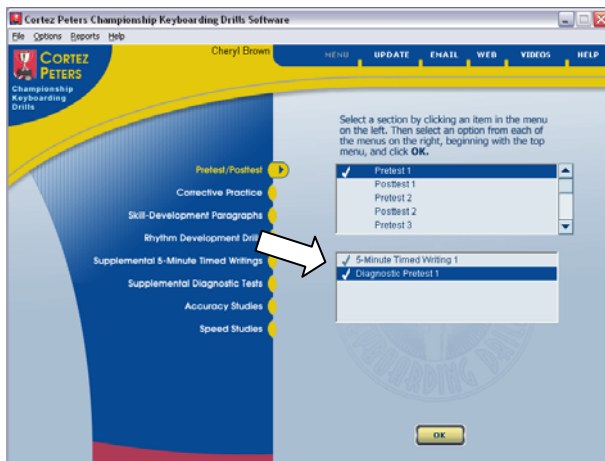 Cortez Peters Championship Keyboarding Drills Software
File Options Reports Help
CORTEZ
PETERS
Championship
Keyboarding
Drills
Cheryl Brown
MENU UPDATE EMAIL WEB VIDEOS HELP
Select a section by clicking an item in the menu
on the left. Then select an option from each of
the menus on the right, beginning with the top
menu, and click OK.
Pretest/Posttest
Corrective Practice
Skill-Development Paragraphs
Rhythm Development
Supplemental 5-Minute Timed Writings
Supplemental Diagnostic Tests
Accuracy Studies
Speed Studies
Pretest 1
Posttest 1
Pretest 2
Posttest 2
Pretest 3
5-Minute Timed Writing 1
Diagnostic Pretest 1
KEYBOARDING
OK